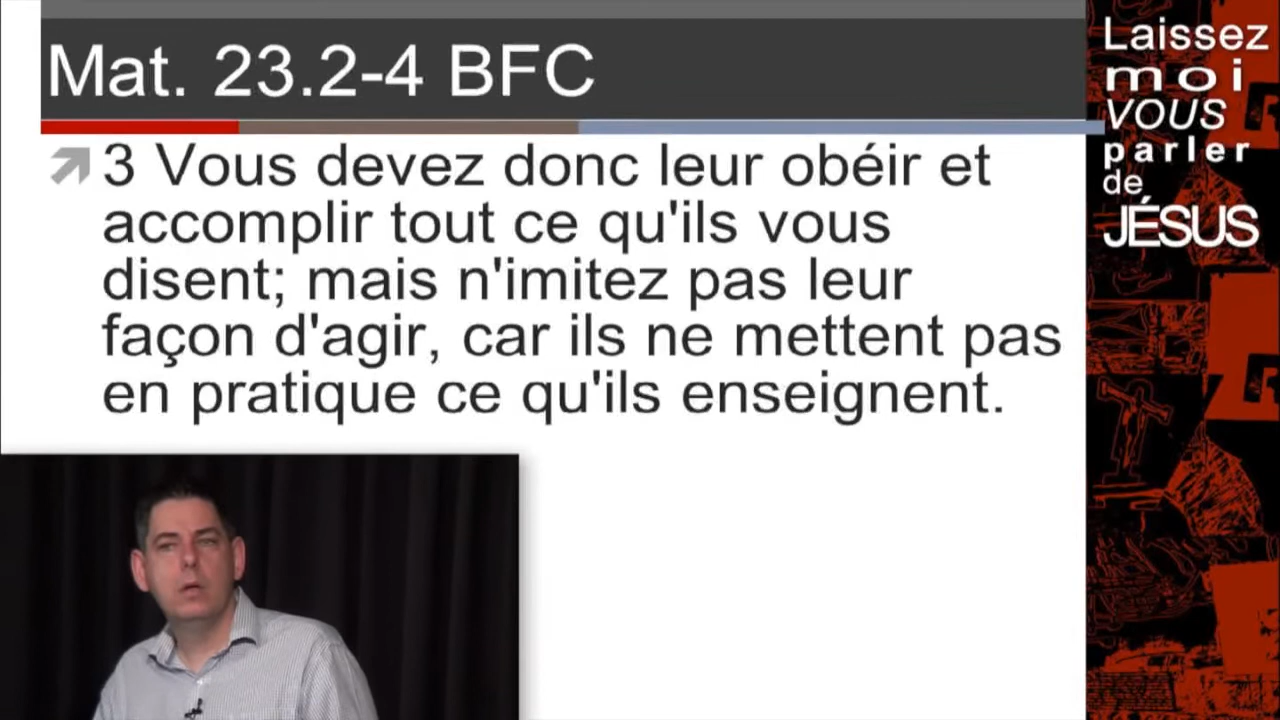 Mat. 23.2-4 BFC
3 Vous devez donc leur obéir et
accomplir tout ce qu'ils vous
disent; mais n'imitez pas leur
façon d'agir, car ils ne mettent pas
en pratique ce qu'ils enseignent.
Laissez
moi
VOUS
parler
de
JÉSUS